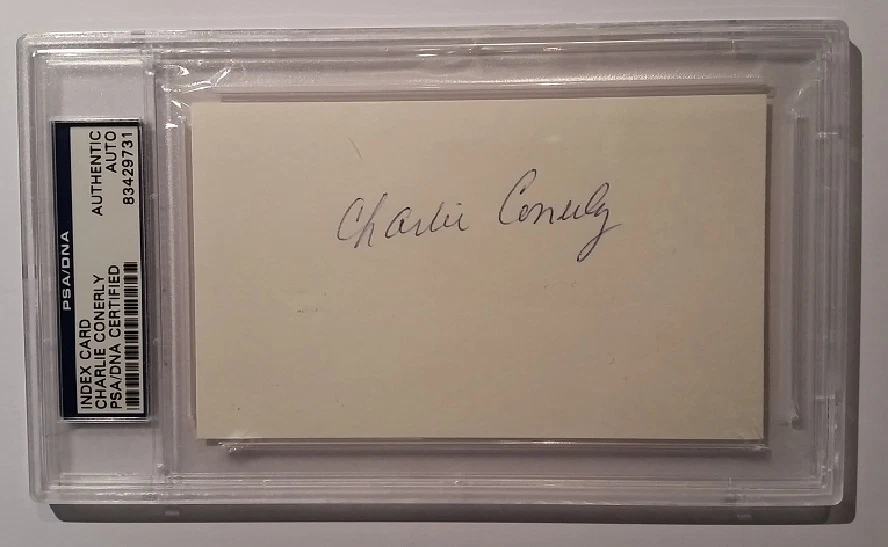 PSA/DNA
INDEX CARD
CHARLIE CONERLY
PSA/DNA CERTIFIED
AUTHENTIC
AUTO
83429731
Charlie Conerly